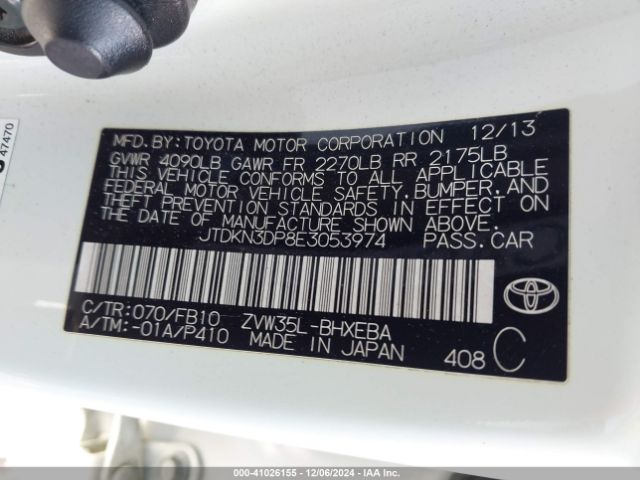 47470
MFD. BY: TOYOTA MOTOR CORPORATION 12/13
GVWR 4090LB GAWR FR 2270LB RR 2175LB
THIS VEHICLE CONFORMS TO ALL APPLICABLE
FEDERAL MOTOR VEHICLE SAFETY, BUMPER, AND
THEFT PREVENTION STANDARDS IN EFFECT ON
THE DATE OF MANUFACTURE SHOWN ABOVE.
JTDKN3DP8E3053974 PASS. CAR
C/TR: 070/FB10 ZVW35L-BHXEBA
A/TM: -01A/P410 MADE IN JAPAN 408 C
TOYOTA
000-41026155 - 12/06/2024 - IAA Inc.